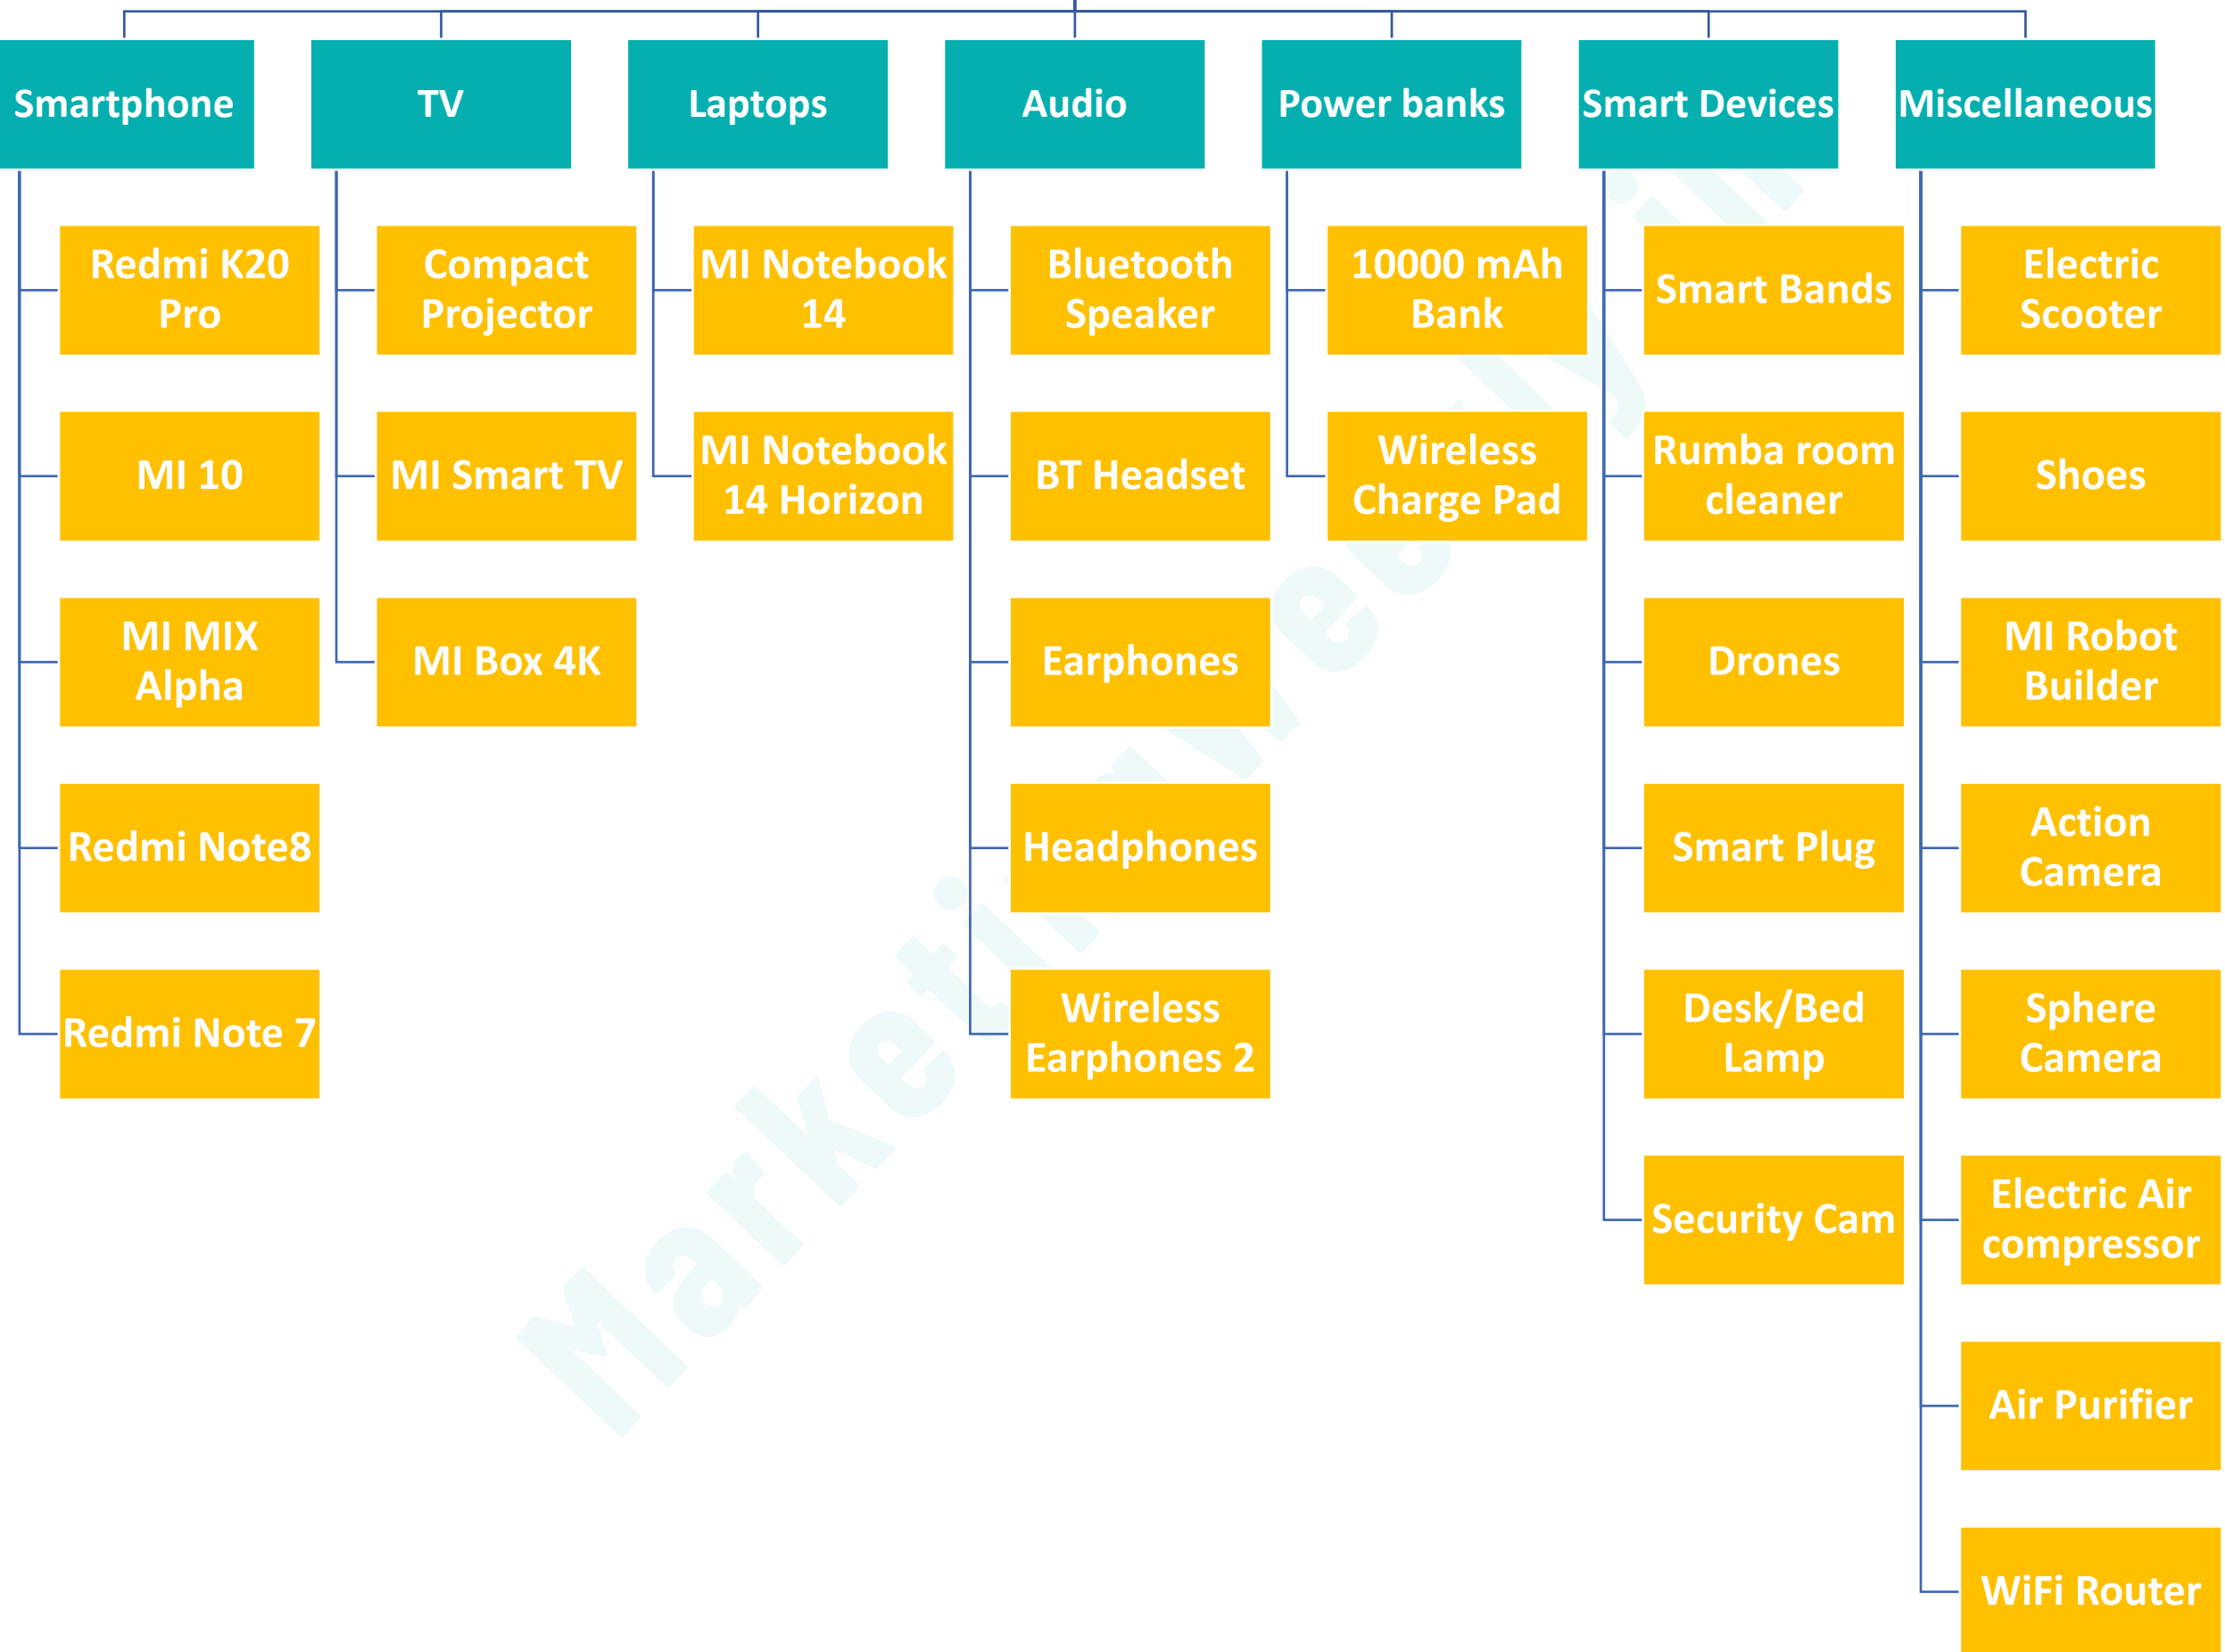 Smartphone
Redmi K20
Pro
MI 10
MI MIX
Alpha
Redmi Note8
Redmi Note 7
TV
Compact
Projector
MI Smart TV
MI Box 4K
Laptops
MI Notebook
14
MI Notebook
14 Horizon
Audio
Bluetooth
Speaker
BT Headset
Earphones
Headphones
Wireless
Earphones 2
Power banks
10000 mAh
Bank
Wireless
Charge Pad
Smart Devices
Smart Bands
Rumba room
cleaner
Drones
Smart Plug
Desk/Bed
Lamp
Security Cam
Miscellaneous
Electric
Scooter
Shoes
MI Robot
Builder
Action
Camera
Sphere
Camera
Electric Air
compressor
Air Purifier
WiFi Router